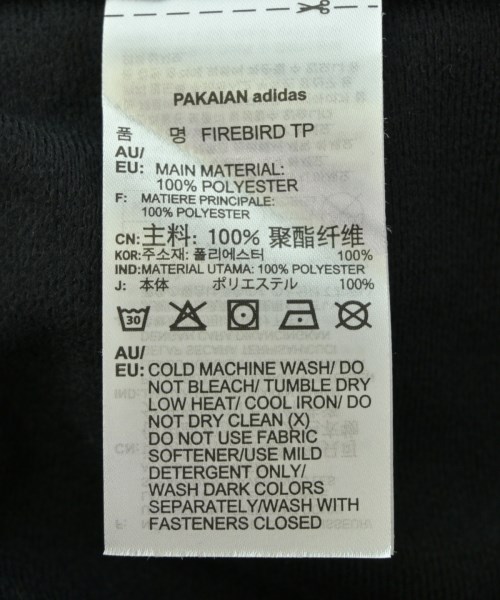 PAKAIAN adidas
품 명 FIREBIRD TP
AU/
EU: MAIN MATERIAL:
100% POLYESTER
F: MATIERE PRINCIPALE:
100% POLYESTER
CN:主料: 100% 聚酯纤维
KOR:주소재: 폴리에스터 100%
IND:MATERIAL UTAMA: 100% POLYESTER
J: 本体 ポリエステル 100%
30
AU/
EU: COLD MACHINE WASH/ DO
NOT BLEACH/ TUMBLE DRY
LOW HEAT/ COOL IRON/ DO
NOT DRY CLEAN (X)
DO NOT USE FABRIC
SOFTENER/USE MILD
DETERGENT ONLY/
WASH DARK COLORS
SEPARATELY/WASH WITH
FASTENERS CLOSED